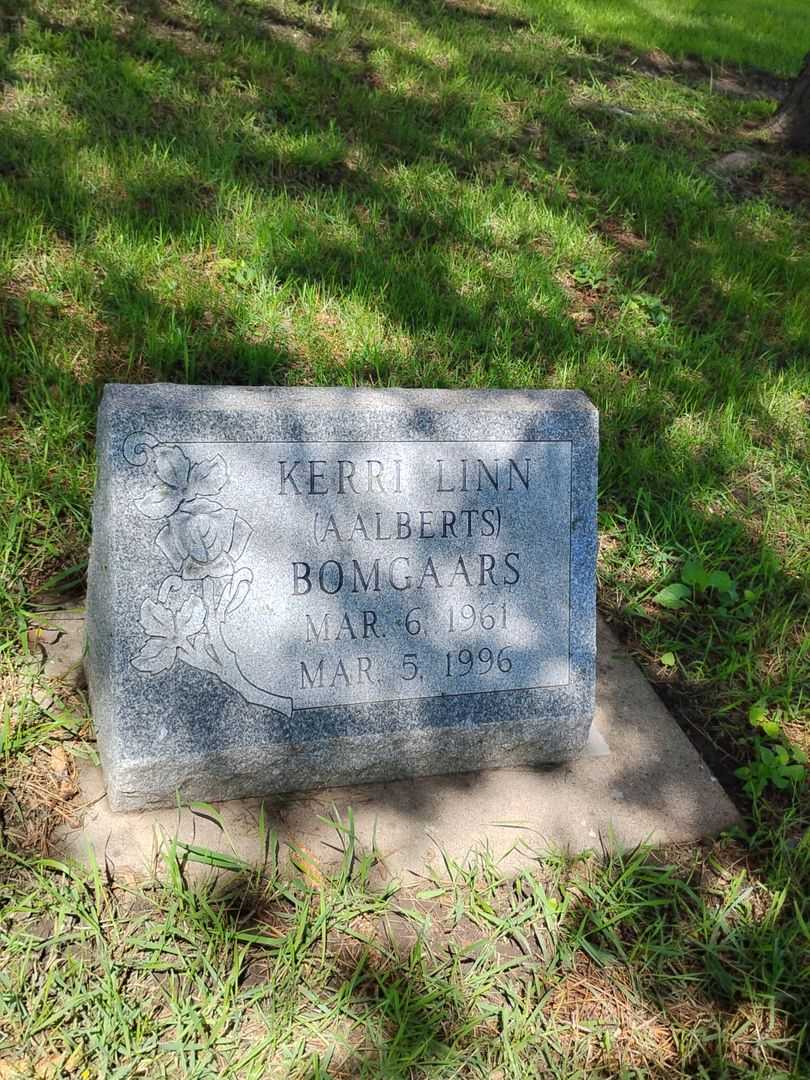 KERRI LINN
(AALBERTS)
BOMGAARS
MAR. 6, 1961
MAR. 5, 1996